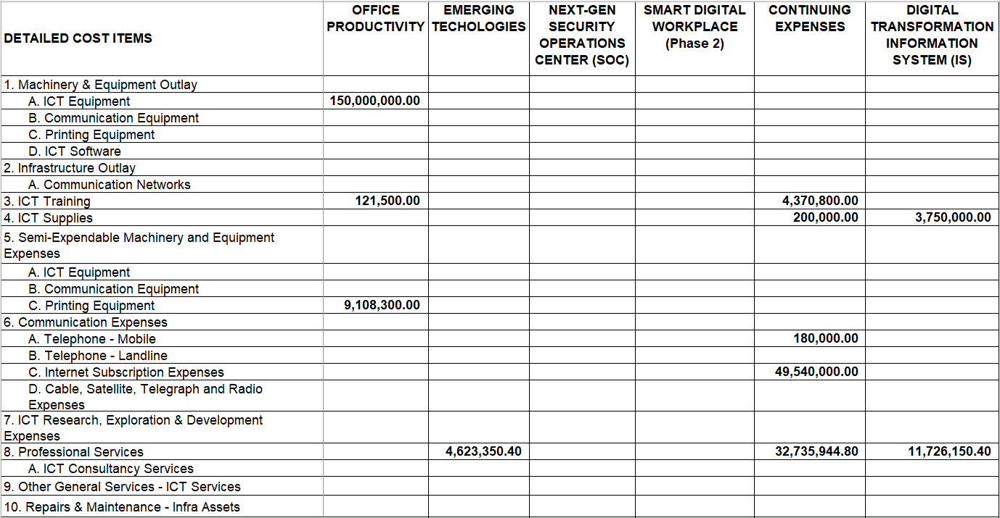 DETAILED COST ITEMS
OFFICE
PRODUCTIVITY
EMERGING
TECHOLOGIES
NEXT-GEN
SECURITY
OPERATIONS
CENTER (SOC)
SMART DIGITAL
WORKPLACE
(Phase 2)
CONTINUING
EXPENSES
DIGITAL
TRANSFORMATION
INFORMATION
SYSTEM (IS)
1. Machinery & Equipment Outlay
A. ICT Equipment 150,000,000.00
B. Communication Equipment
C. Printing Equipment
D. ICT Software
2. Infrastructure Outlay
A. Communication Networks
3. ICT Training 121,500.00 4,370,800.00
4. ICT Supplies 200,000.00 3,750,000.00
5. Semi-Expendable Machinery and Equipment
Expenses
A. ICT Equipment
B. Communication Equipment
C. Printing Equipment 9,108,300.00
6. Communication Expenses
A. Telephone - Mobile 180,000.00
B. Telephone - Landline
C. Internet Subscription Expenses 49,540,000.00
D. Cable, Satellite, Telegraph and Radio
Expenses
7. ICT Research, Exploration & Development
Expenses
8. Professional Services 4,623,350.40 32,735,944.80 11,726,150.40
A. ICT Consultancy Services
9. Other General Services - ICT Services
10. Repairs & Maintenance - Infra Assets